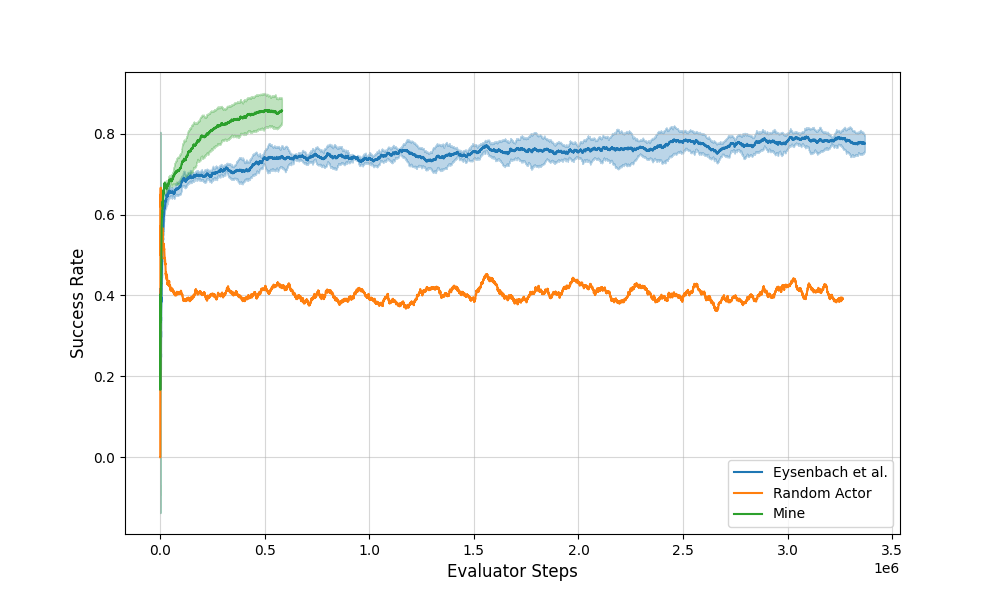 0.8
0.6
0.4
0.2
0.0
Success Rate
0.0 0.5 1.0 1.5 2.0 2.5 3.0 3.5
1e6
Evaluator Steps
Eysenbach et al.
Random Actor
Mine